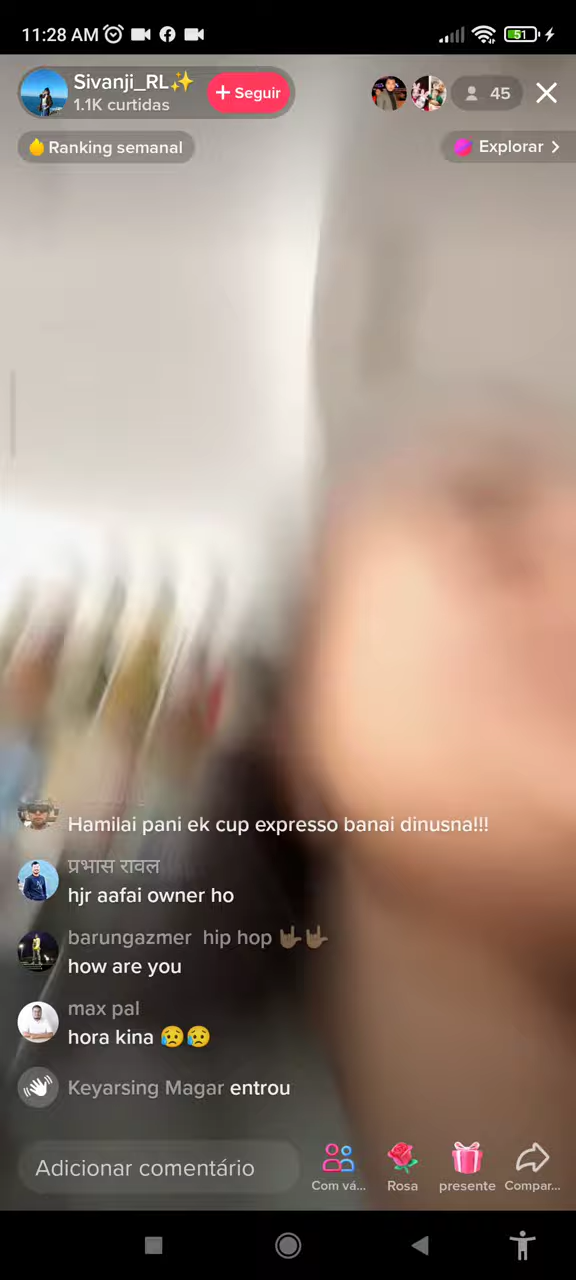 11:28 AM
51
Sivanji_RL✨
1.1K curtidas
+ Seguir
45
Ranking semanal
Explorar
Hamilai pani ek cup expresso banai dinusna!!!
प्रभास रावल
hjr aafai owner ho
barungazmer hip hop 🤟🏽🤟🏽
how are you
max pal
hora kina 😥😥
Keyarsing Magar entrou
Adicionar comentário
Com vá...
Rosa
presente
Compar...